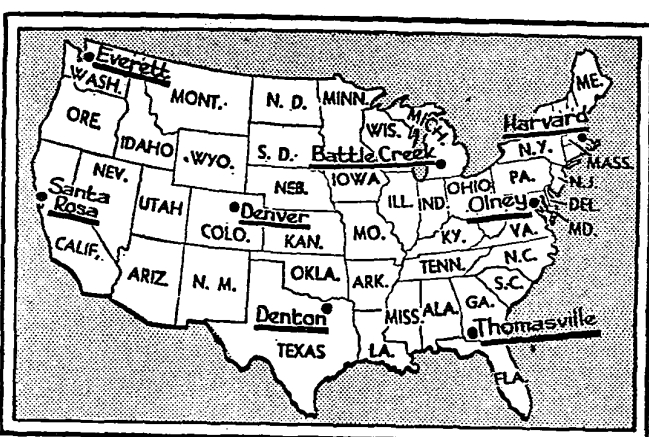 Everett
WASH.
MONT.
N. D.
MINN.
ME.
ORE.
IDAHO
WYO.
S. D.
WIS.
MICH.
Harvard
N.Y.
MASS.
Battle Creek
NEV.
NEB.
IOWA
PA.
N.J.
Santa
Rosa
UTAH
Denver
COLO.
ILL.
IND.
OHIO
Olney
DEL.
MD.
CALIF.
KAN.
MO.
KY.
VA.
ARIZ.
N. M.
OKLA.
ARK.
TENN.
N.C.
S.C.
Denton
TEXAS
MISS.
ALA.
GA.
Thomasville
LA.
FLA.